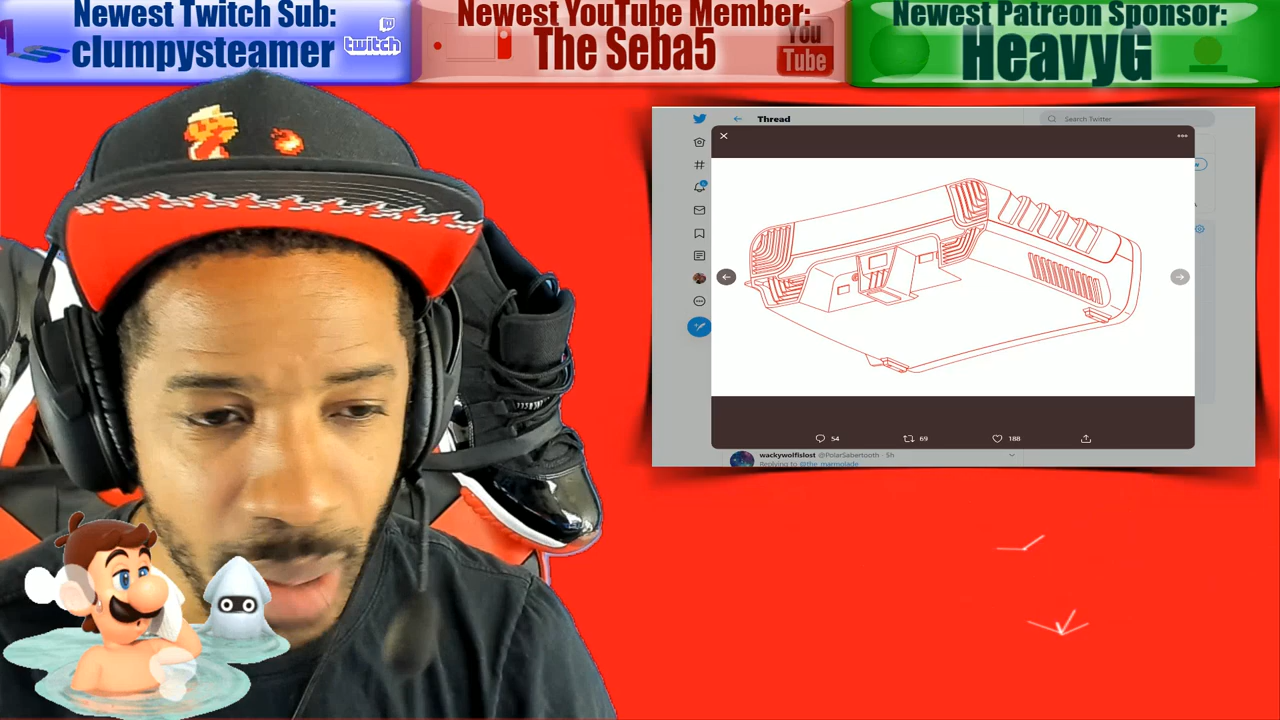 Newest Twitch Sub:
clumpysteamer
twitch
Newest YouTube Member:
The Seba5
You
Tube
Newest Patreon Sponsor:
HeavyG
Thread
Search Twitter
54
69
188
wackywolfislost @PolarSabertooth · 5h
Replying to @the_marmolade